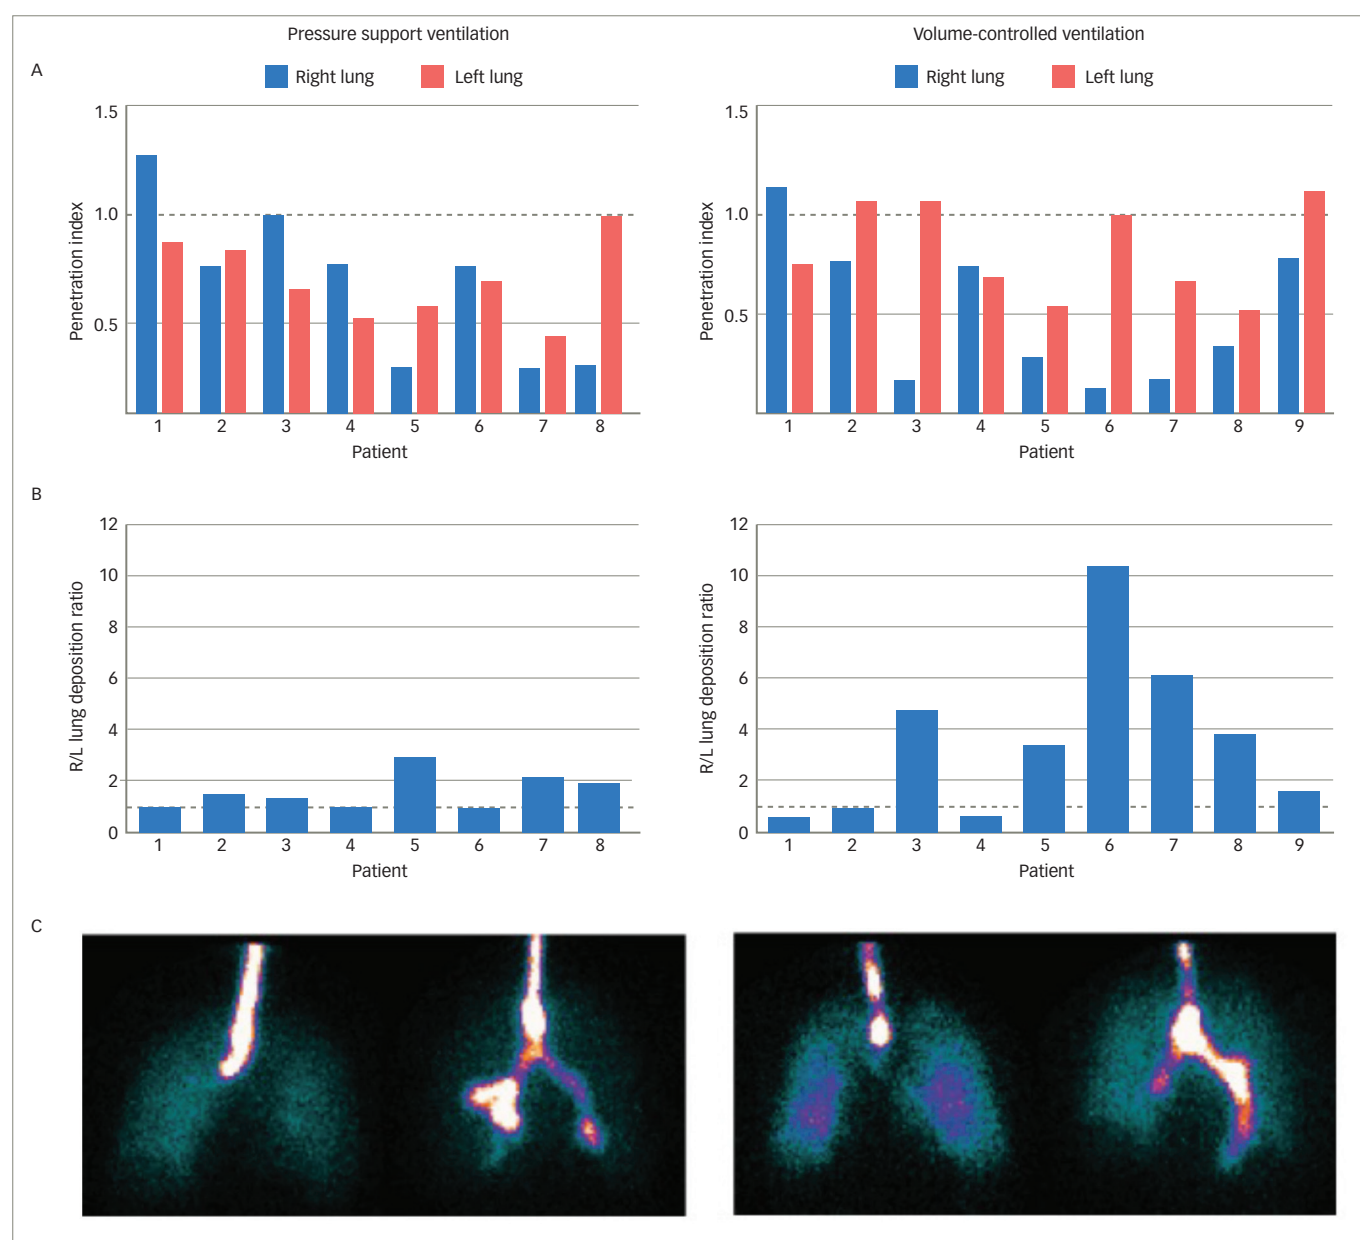 Pressure support ventilation
Volume-controlled ventilation
A
Right lung
Left lung
Right lung
Left lung
Penetration index
1.5
1.0
0.5
1 2 3 4 5 6 7 8
Patient
Penetration index
1.5
1.0
0.5
1 2 3 4 5 6 7 8 9
Patient
B
R/L lung deposition ratio
12
10
8
6
4
2
0
1 2 3 4 5 6 7 8
Patient
R/L lung deposition ratio
12
10
8
6
4
2
0
1 2 3 4 5 6 7 8 9
Patient
C